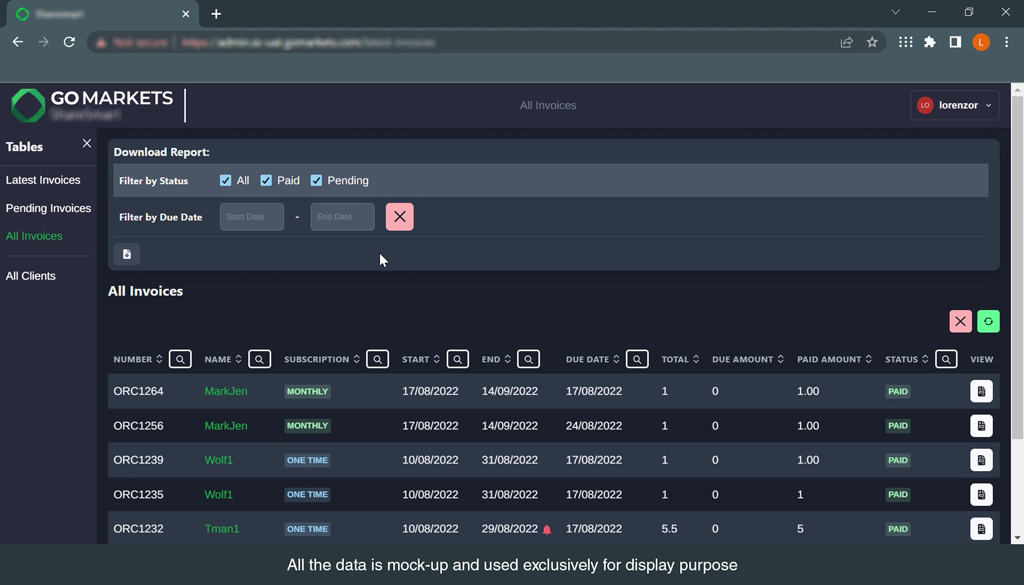 GO MARKETS
All Invoices
LO lorenzor
Tables
Latest Invoices
Pending Invoices
All Invoices
All Clients
Download Report:
Filter by Status All Paid Pending
Filter by Due Date Start Date - End Date
All Invoices
NUMBER NAME SUBSCRIPTION START END DUE DATE TOTAL DUE AMOUNT PAID AMOUNT STATUS VIEW
ORC1264 MarkJen MONTHLY 17/08/2022 14/09/2022 17/08/2022 1 0 1.00 PAID
ORC1256 MarkJen MONTHLY 17/08/2022 14/09/2022 24/08/2022 1 0 1.00 PAID
ORC1239 Wolf1 ONE TIME 10/08/2022 31/08/2022 17/08/2022 1 0 1.00 PAID
ORC1235 Wolf1 ONE TIME 10/08/2022 31/08/2022 17/08/2022 1 0 1 PAID
ORC1232 Tman1 ONE TIME 10/08/2022 29/08/2022 17/08/2022 5.5 0 5 PAID
All the data is mock-up and used exclusively for display purpose